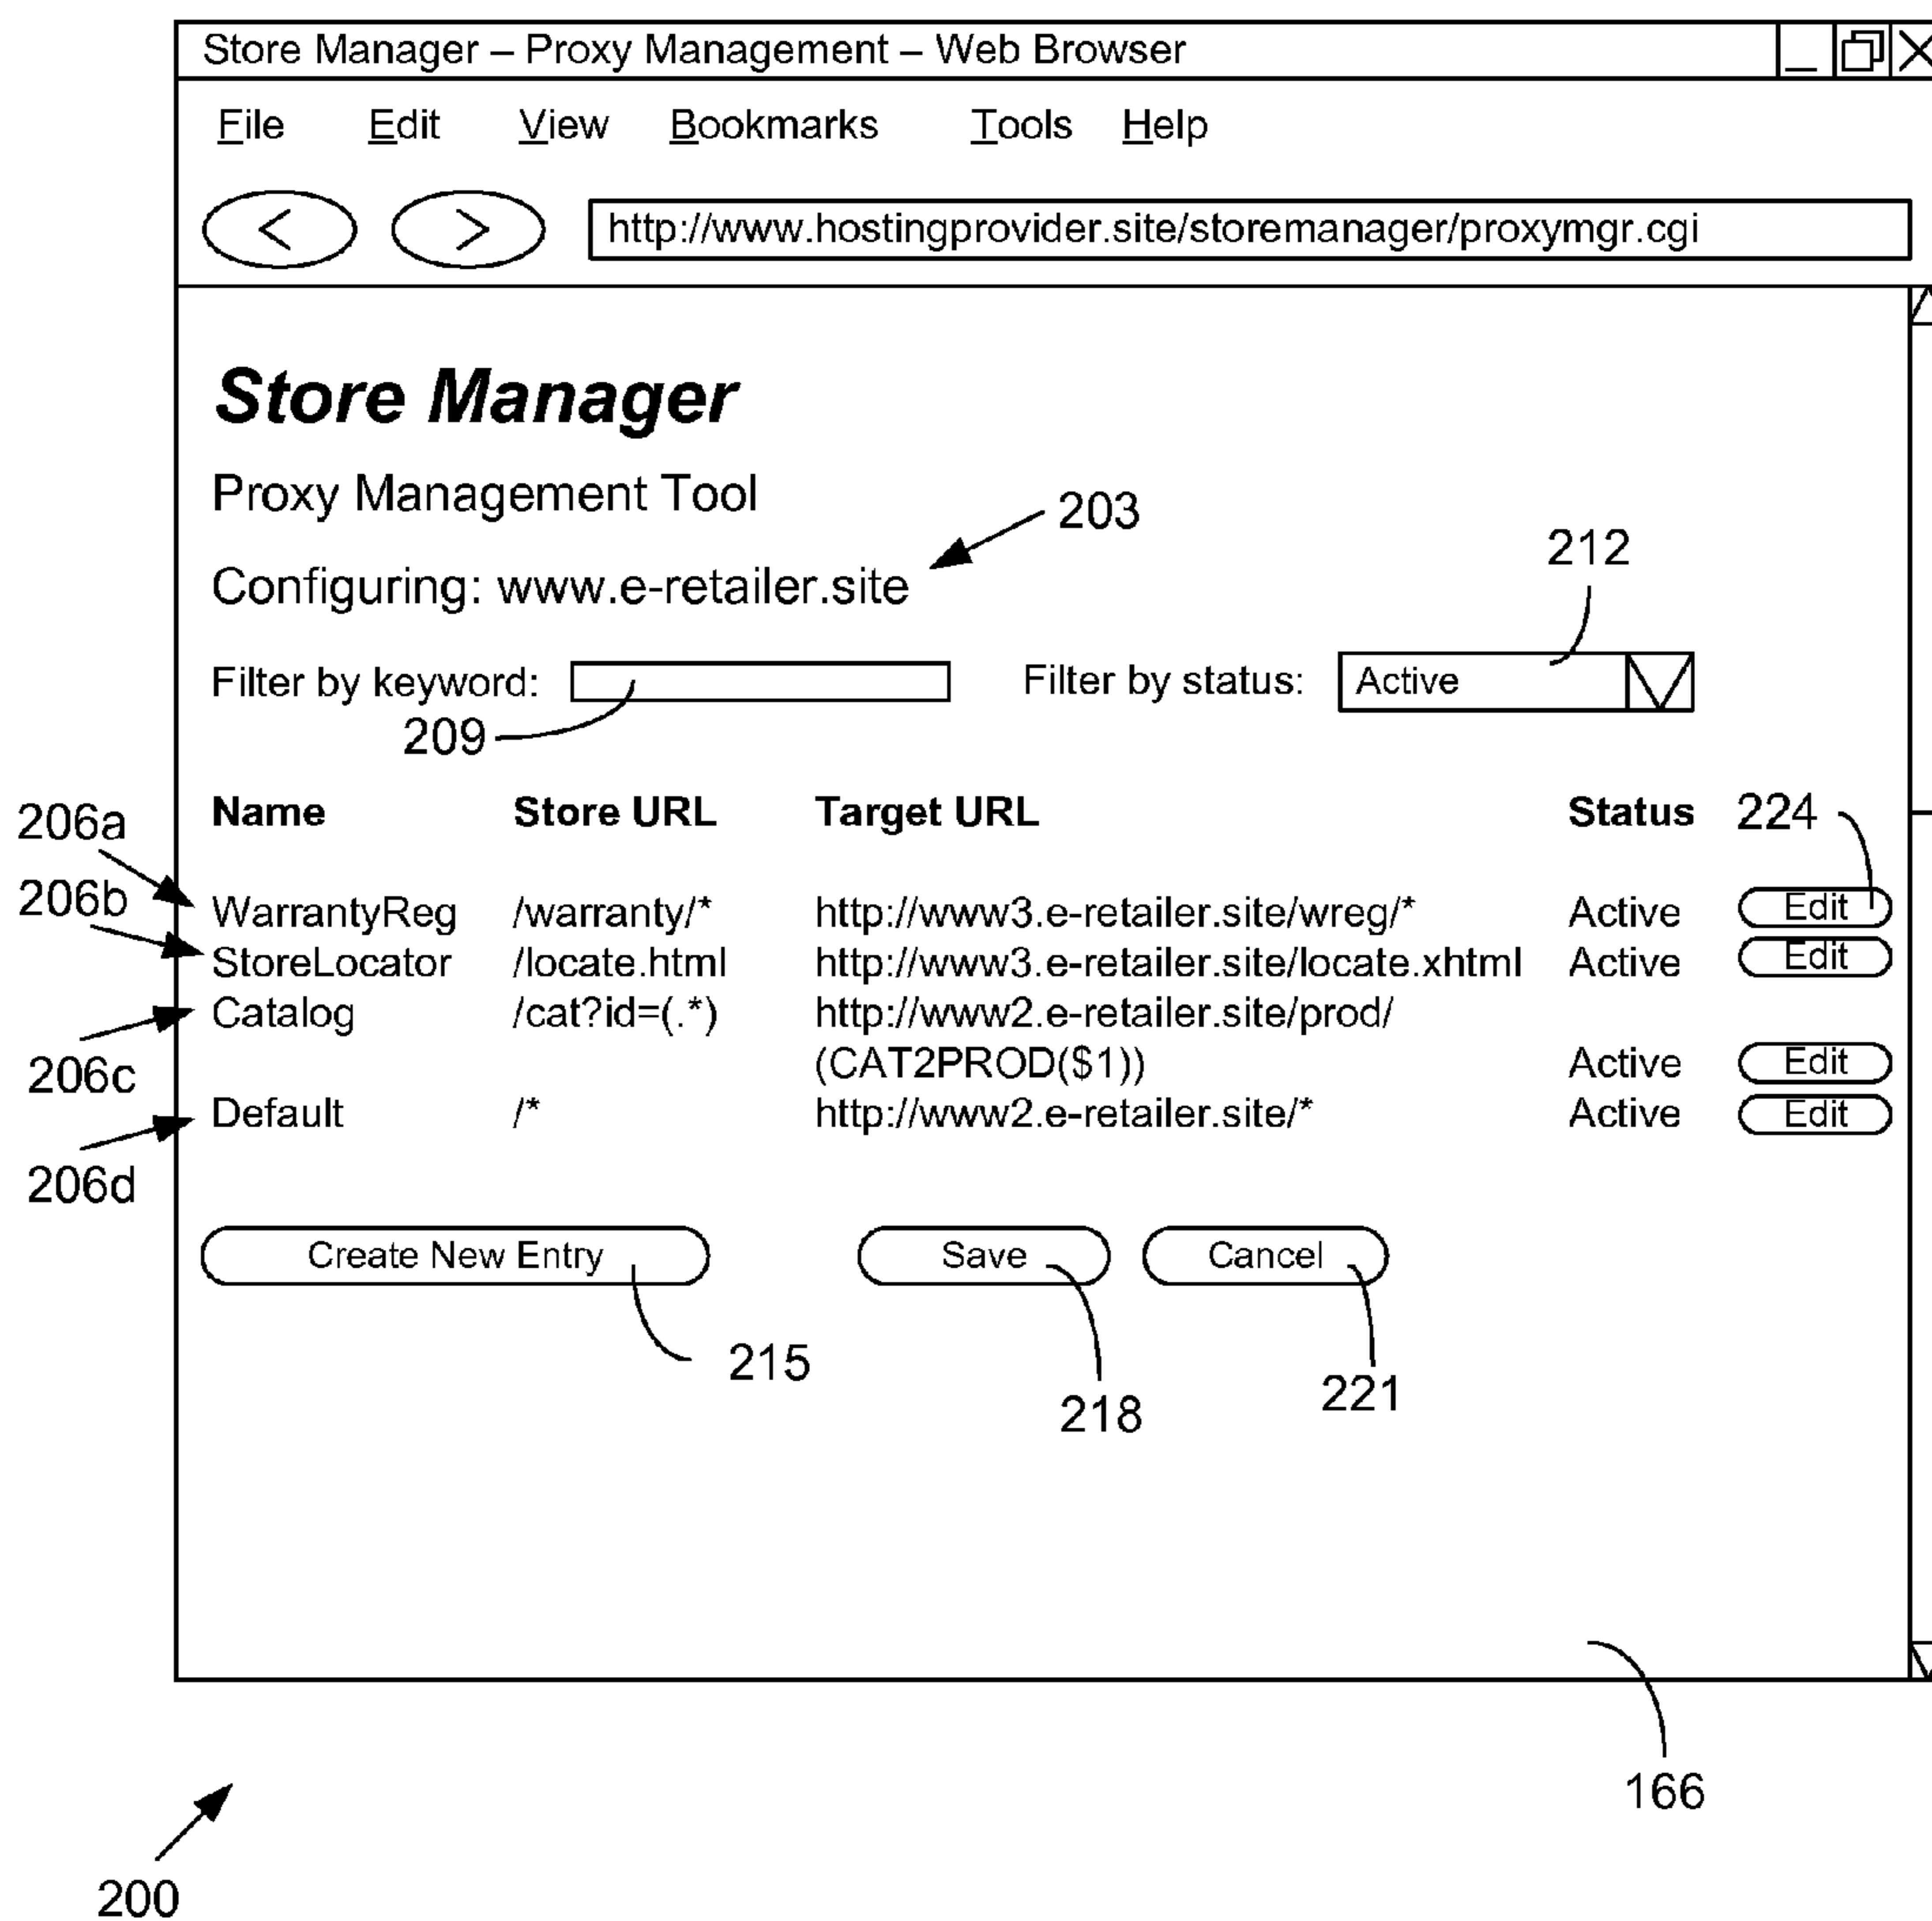 Store Manager – Proxy Management – Web Browser
File Edit View Bookmarks Tools Help
< > http://www.hostingprovider.site/storemanager/proxymgr.cgi
Store Manager
Proxy Management Tool
203
Configuring: www.e-retailer.site
212
Filter by keyword: Filter by status: Active
209
Name Store URL Target URL Status 224
206a
206b
WarrantyReg /warranty/* http://www3.e-retailer.site/wreg/* Active Edit
StoreLocator /locate.html http://www3.e-retailer.site/locate.xhtml Active Edit
Catalog /cat?id=(.*) http://www2.e-retailer.site/prod/
(CAT2PROD($1)) Active Edit
206c
Default /* http://www2.e-retailer.site/* Active Edit
206d
Create New Entry Save Cancel
215
218
221
166
200